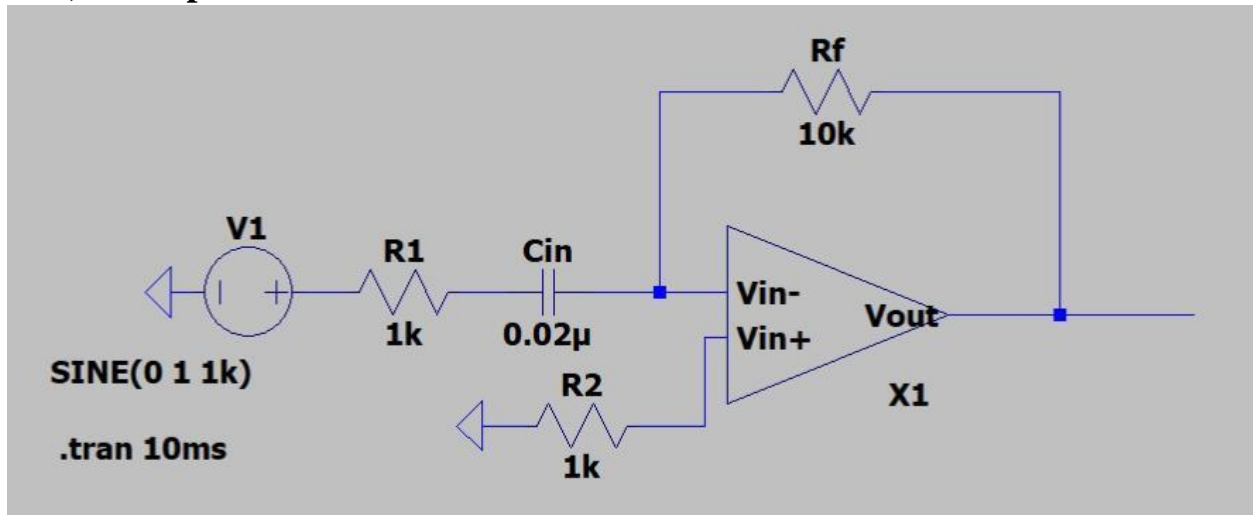 Rf
10k
V1
R1
Cin
Vin-
Vout
1k
0.02µ
Vin+
SINE(0 1 1k)
R2
X1
.tran 10ms
1k